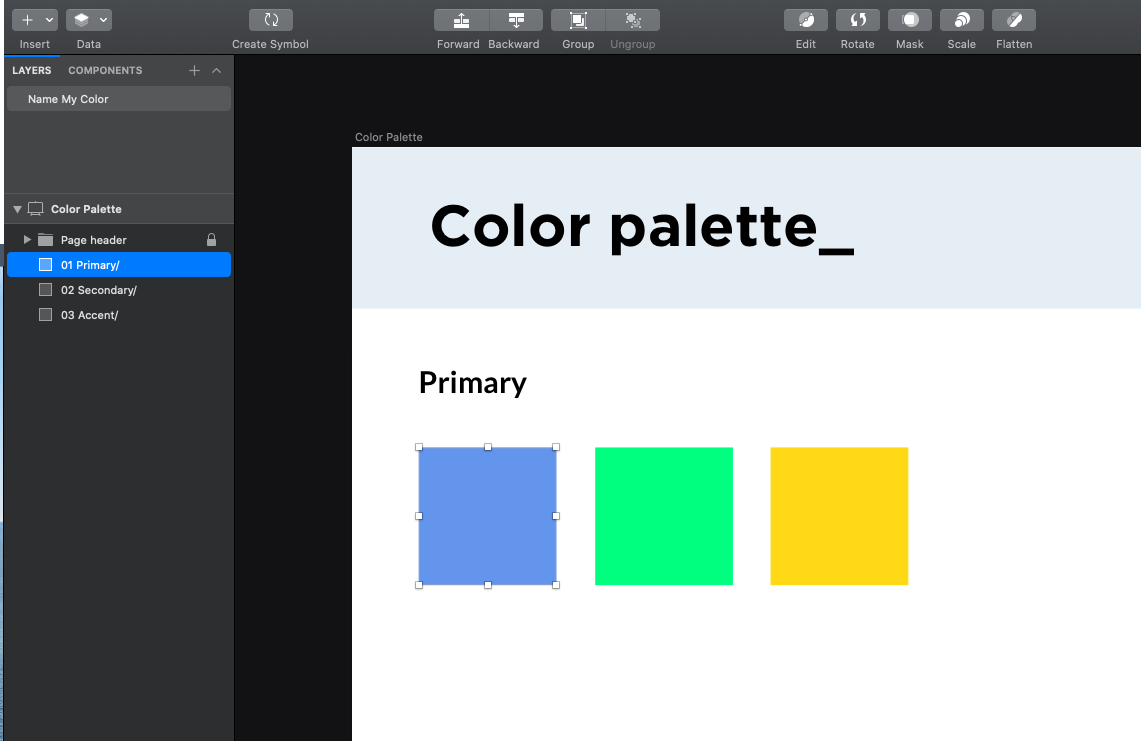 Insert Data Create Symbol Forward Backward Group Ungroup Edit Rotate Mask Scale Flatten
LAYERS COMPONENTS
Name My Color
Color Palette
Color Palette
Page header
01 Primary/
02 Secondary/
03 Accent/
Color palette_
Primary